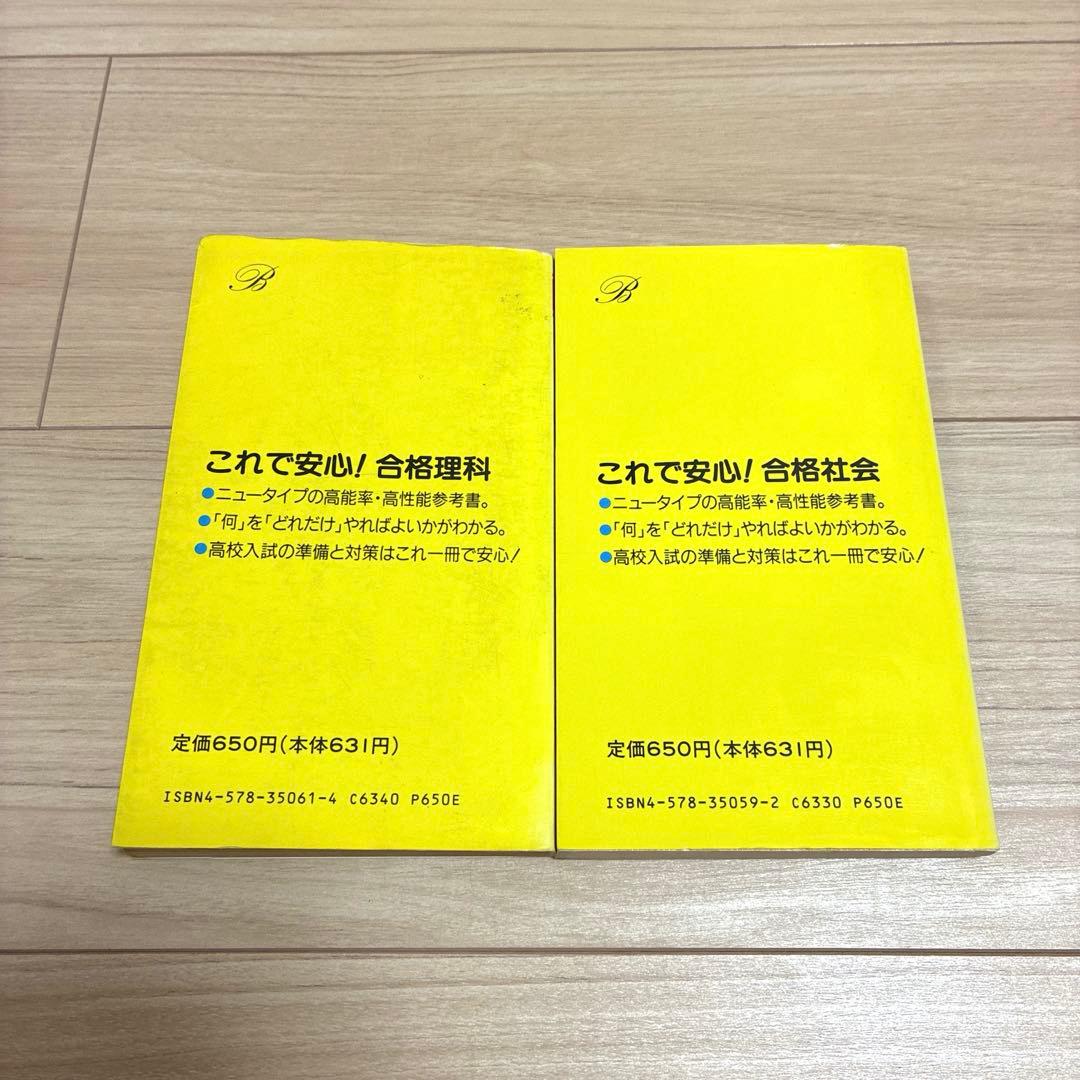 B
これで安心!合格理科
●ニュータイプの高能率・高性能参考書。
●「何」を「どれだけ」やればよいかがわかる。
●高校入試の準備と対策はこれ一冊で安心!
定価650円(本体631円)
ISBN4-578-35061-4 C6340 P650E
B
これで安心!合格社会
●ニュータイプの高能率・高性能参考書。
●「何」を「どれだけ」やればよいかがわかる。
●高校入試の準備と対策はこれ一冊で安心!
定価650円(本体631円)
ISBN4-578-35059-2 C6330 P650E